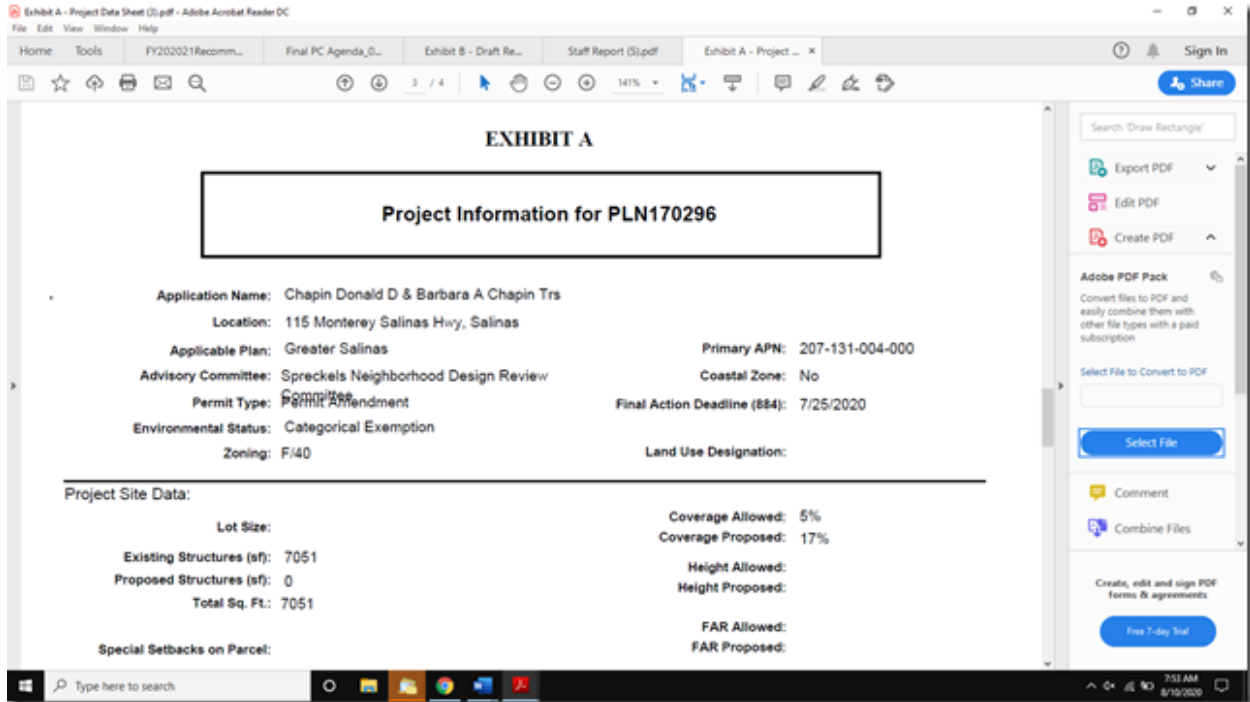 Exhibit A - Project Data Sheet (3).pdf - Adobe Acrobat Reader DC
File Edit View Window Help
Home Tools FY202021Recomm... Final PC Agenda_0... Exhibit B - Draft Re... Staff Report (S).pdf Exhibit A - Project ... × Sign In
3 / 4 141% Share
EXHIBIT A
Project Information for PLN170296
Application Name: Chapin Donald D & Barbara A Chapin Trs
Location: 115 Monterey Salinas Hwy, Salinas
Applicable Plan: Greater Salinas Primary APN: 207-131-004-000
Advisory Committee: Spreckels Neighborhood Design Review Coastal Zone: No
Committee
Permit Type: Permit Amendment Final Action Deadline (884): 7/25/2020
Environmental Status: Categorical Exemption
Zoning: F/40 Land Use Designation:
Project Site Data:
Lot Size: Coverage Allowed: 5%
Coverage Proposed: 17%
Existing Structures (sf): 7051 Height Allowed:
Proposed Structures (sf): 0 Height Proposed:
Total Sq. Ft.: 7051
FAR Allowed:
Special Setbacks on Parcel: FAR Proposed:
Search 'Draw Rectangle'
Export PDF
Edit PDF
Create PDF
Adobe PDF Pack
Convert files to PDF and
easily combine them with
other file types with a paid
subscription
Select File to Convert to PDF
Select File
Comment
Combine Files
Create, edit and sign PDF
forms & agreements
Free 7-day Trial
Type here to search
7:53 AM
8/10/2020